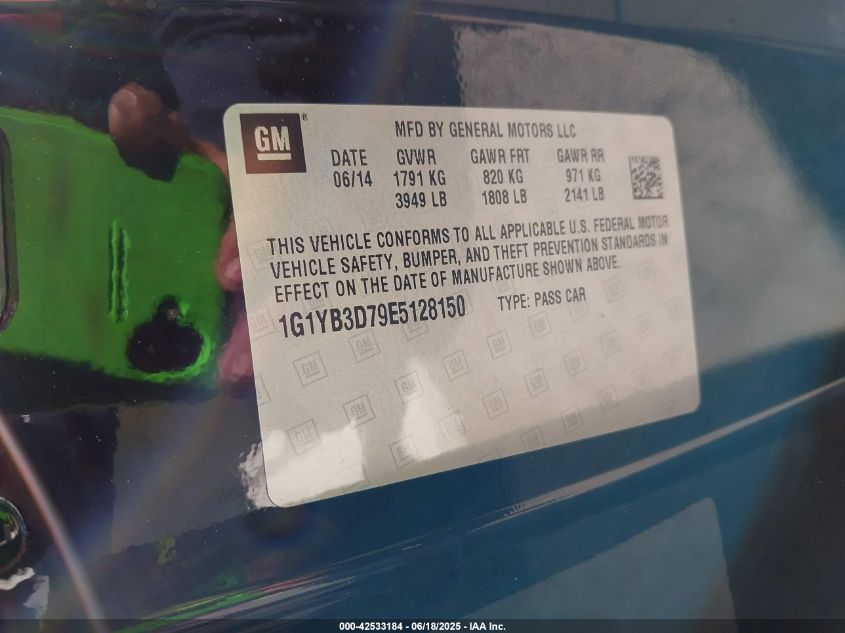 GM®
MFD BY GENERAL MOTORS LLC
DATE GVWR GAWR FRT GAWR RR
06/14 1791 KG 820 KG 971 KG
3949 LB 1808 LB 2141 LB
THIS VEHICLE CONFORMS TO ALL APPLICABLE U.S. FEDERAL MOTOR
VEHICLE SAFETY, BUMPER, AND THEFT PREVENTION STANDARDS IN
EFFECT ON THE DATE OF MANUFACTURE SHOWN ABOVE.
1G1YB3D79E5128150 TYPE: PASS CAR
000-42533184 - 06/18/2025 - IAA Inc.